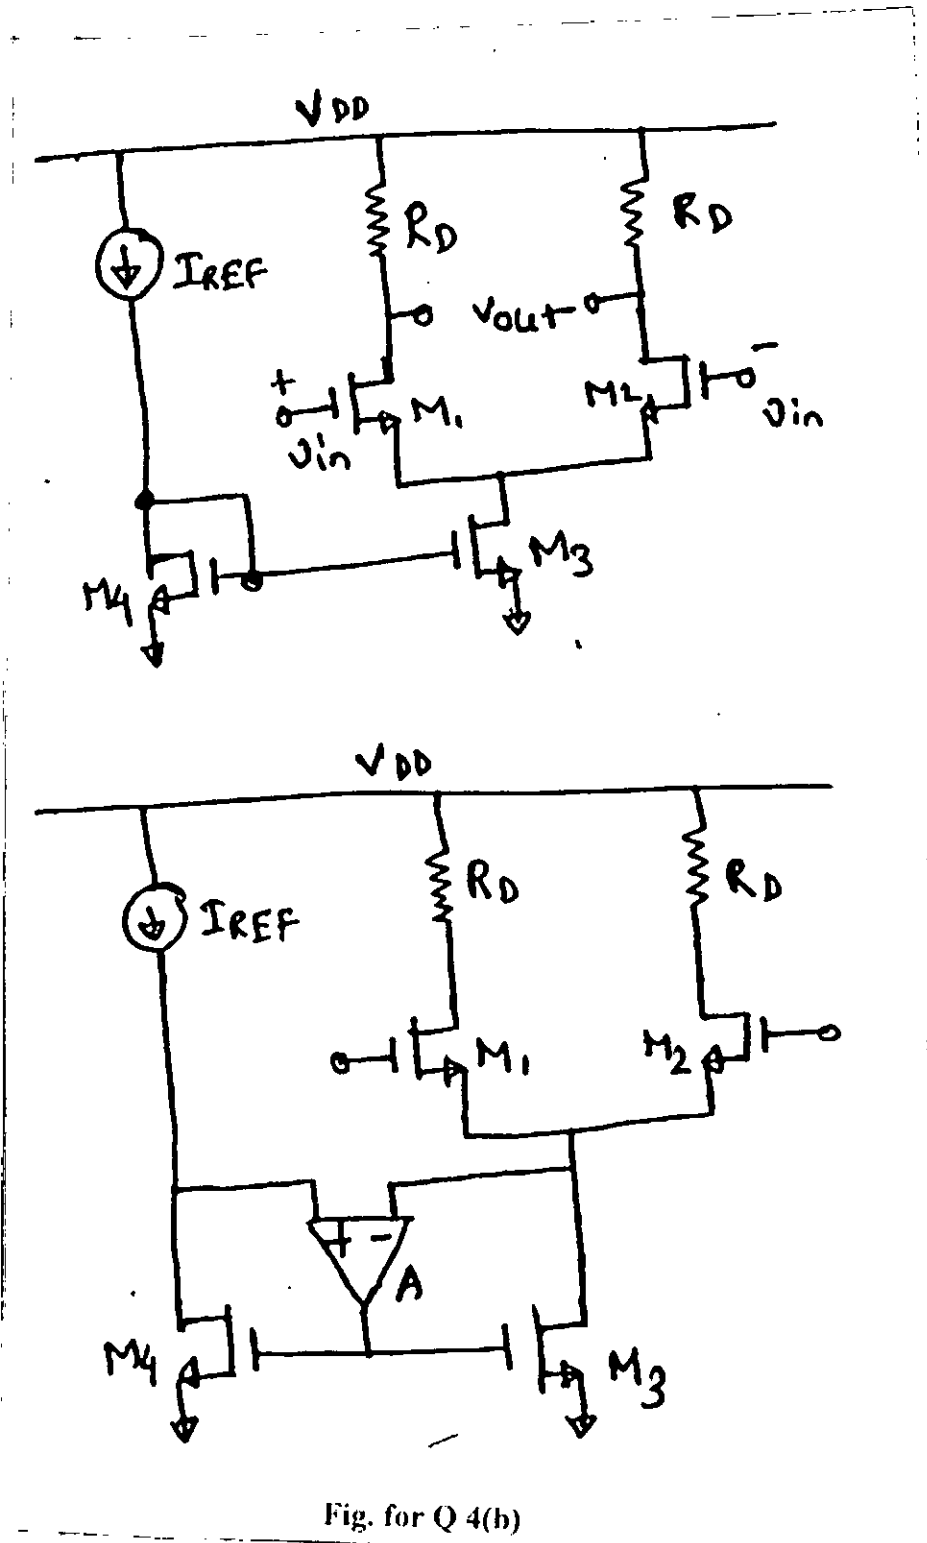 VDD
RD
RD
IREF
Vout
+
Vin
M1
M2
-
Vin
M4
M3
VDD
RD
RD
IREF
M1
M2
+ -
A
M4
M3
Fig. for Q 4(b)